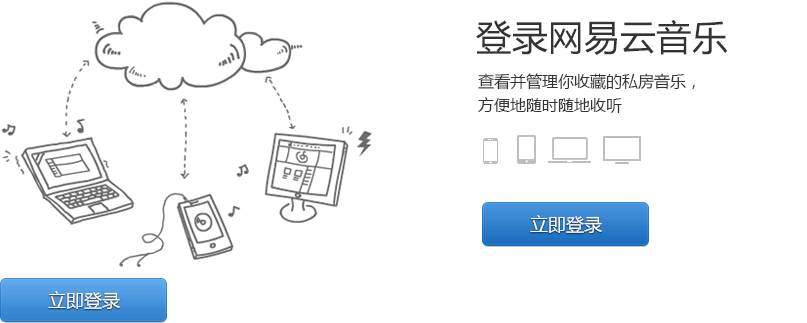 登录网易云音乐
查看并管理你收藏的私房音乐，
方便地随时随地收听
立即登录
立即登录